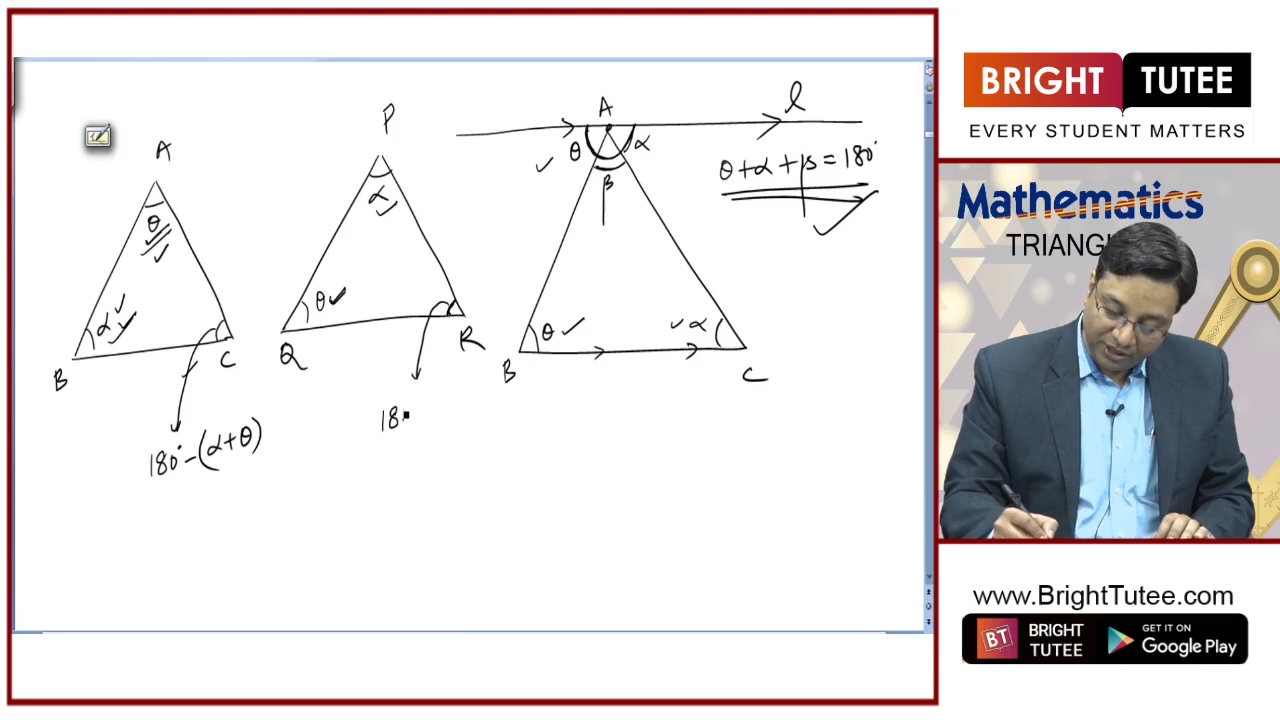 A
θ
α
B
C
180° - (α + θ)
P
α
θ
Q
R
18
A
l
θ
α
β
θ + α + β = 180°
θ
α
B
C
BRIGHT TUTEE
EVERY STUDENT MATTERS
Mathematics
TRIANG
www.BrightTutee.com
BT
BRIGHT
TUTEE
GET IT ON
Google Play